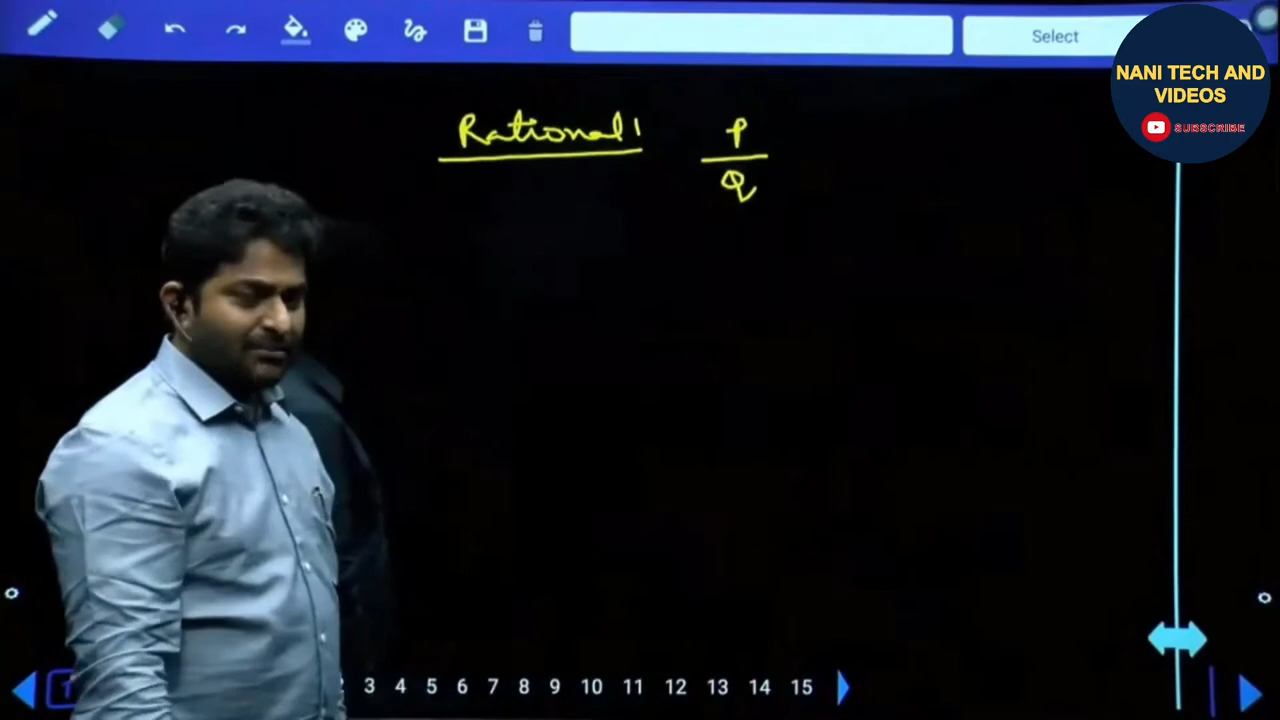 Select
NANI TECH AND
VIDEOS
SUBSCRIBE
Rational
P
Q
3 4 5 6 7 8 9 10 11 12 13 14 15